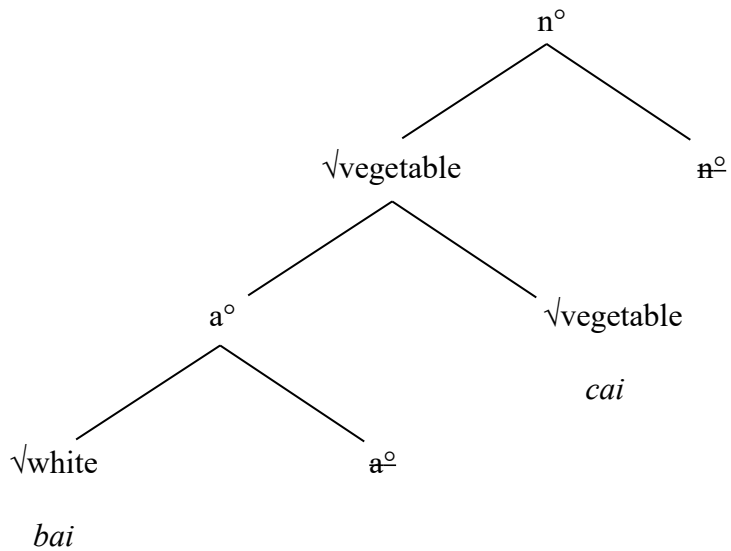 n°
√vegetable n°
a° √vegetable
cai
√white a°
bai